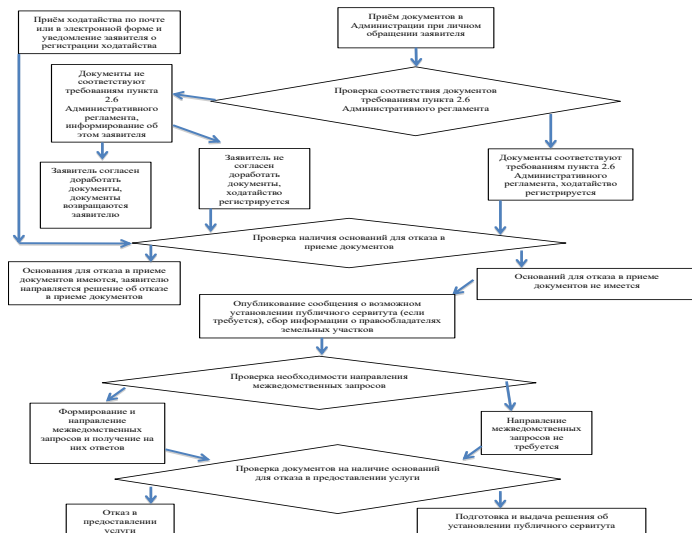 Приём ходатайства по почте
или в электронной форме и
уведомление заявителя о
регистрации ходатайства
Приём документов в
Администрации при личном
обращении заявителя
Документы не
соответствуют
требованиям пункта
2.6
Административного
регламента,
информирование об
этом заявителя
Проверка соответствия документов
требованиям пункта 2.6
Административного регламента
Заявитель согласен
доработать
документы,
документы
возвращаются
заявителю
Заявитель не
согласен
доработать
документы,
ходатайство
регистрируется
Документы соответствуют
требованиям пункта 2.6
Административного
регламента, ходатайство
регистрируется
Проверка наличия оснований для отказа в
приеме документов
Основания для отказа в приеме
документов имеются, заявителю
направляется решение об отказе
в приеме документов
Оснований для отказа в приеме
документов не имеется
Опубликование сообщения о возможном
установлении публичного сервитута (если
требуется), сбор информации о правообладателях
земельных участков
Проверка необходимости направления
межведомственных запросов
Формирование и
направление
межведомственных
запросов и получение на
них ответов
Направление
межведомственных
запросов не
требуется
Проверка документов на наличие оснований
для отказа в предоставлении услуги
Отказ в
предоставлении
услуги
Подготовка и выдача решения об
установлении публичного сервитута